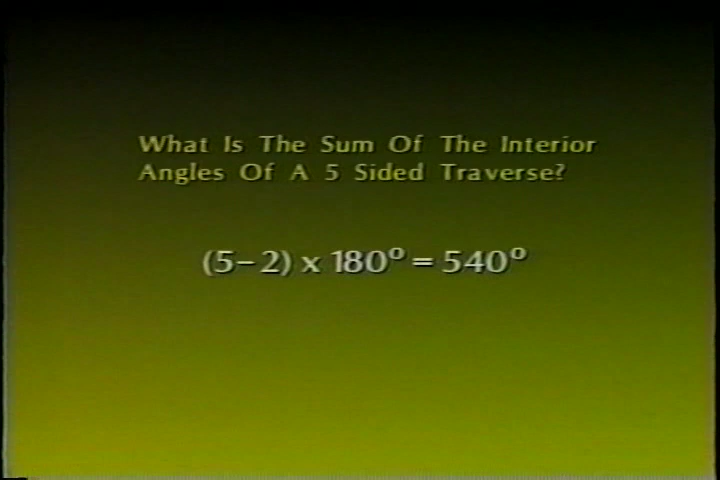 What Is The Sum Of The Interior
Angles Of A 5 Sided Traverse?
(5-2) x 180° = 540°